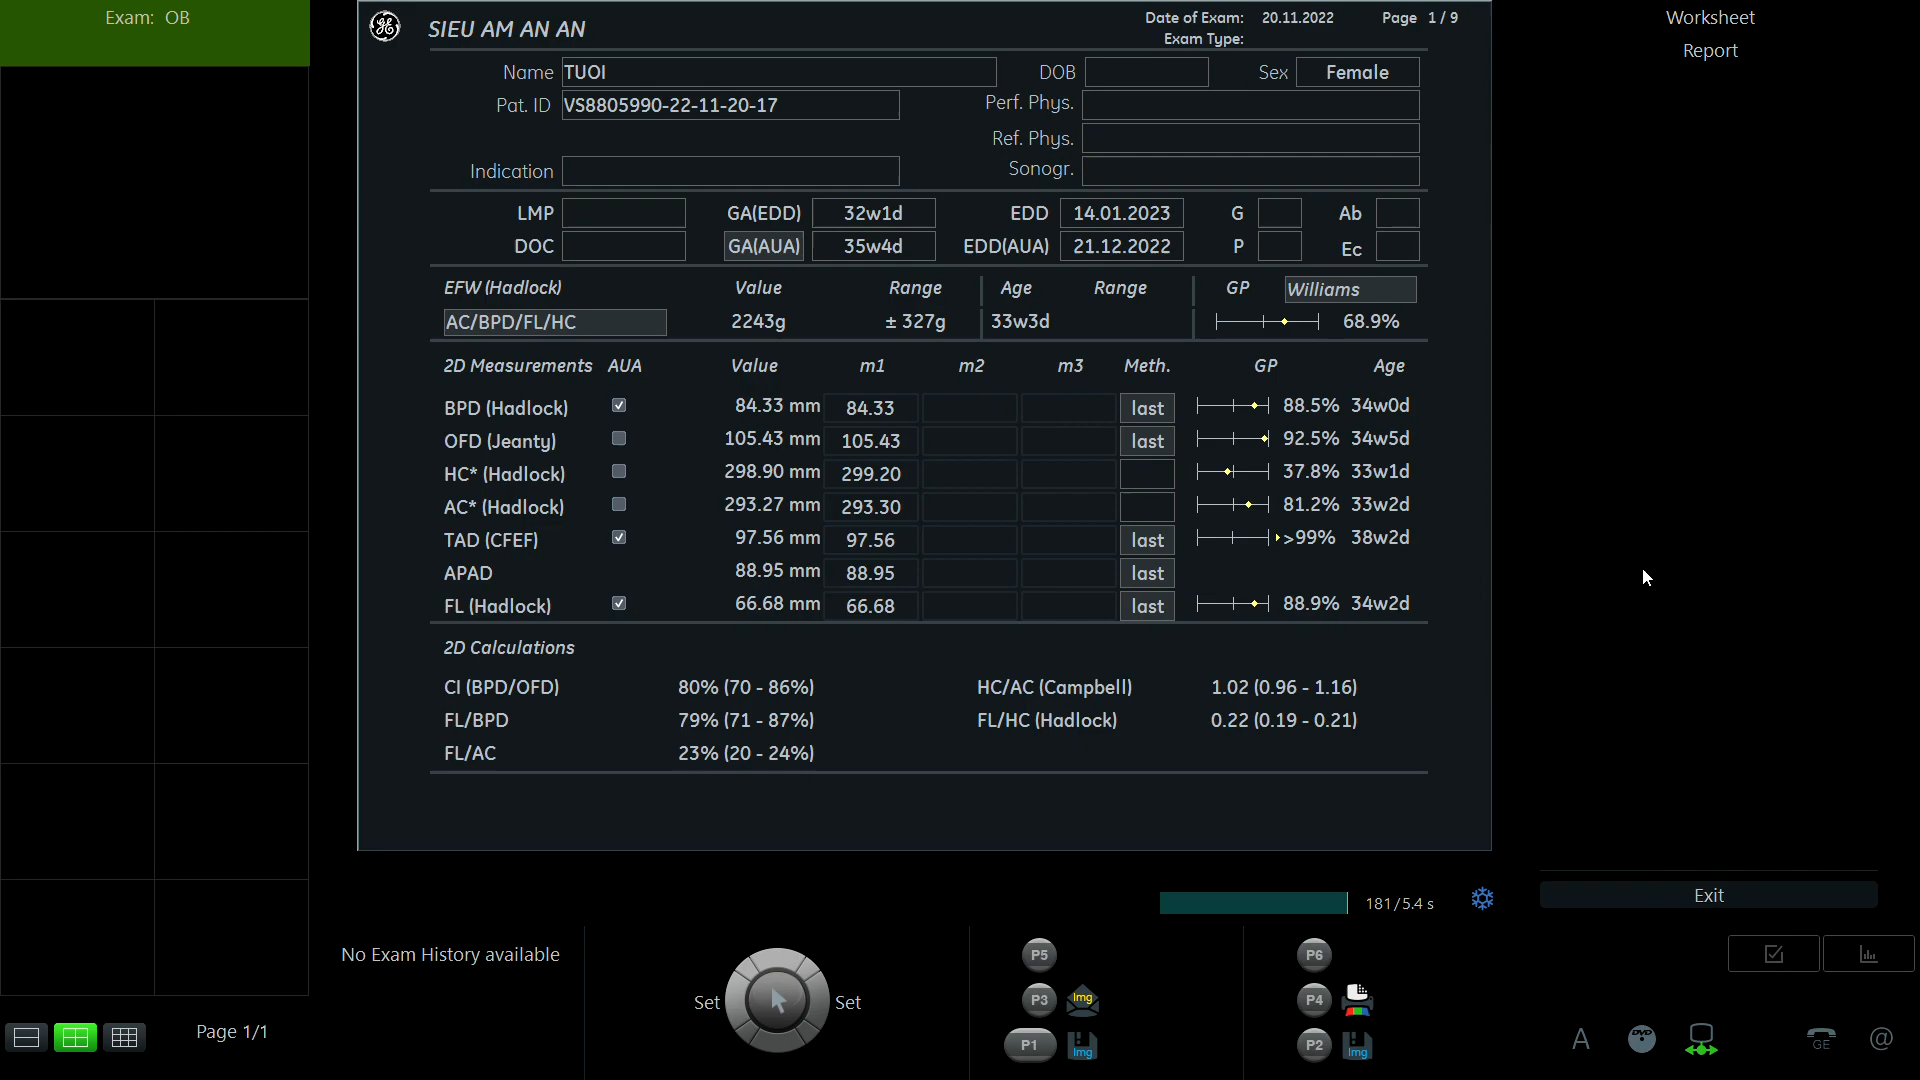 Exam: OB
SIEU AM AN AN
Date of Exam: 20.11.2022 Page 1 / 9
Exam Type:
Name TUOI DOB Sex Female
Pat. ID VS8805990-22-11-20-17 Perf. Phys.
Ref. Phys.
Indication Sonogr.
LMP GA(EDD) 32w1d EDD 14.01.2023 G Ab
DOC GA(AUA) 35w4d EDD(AUA) 21.12.2022 P Ec
EFW (Hadlock) Value Range Age Range GP Williams
AC/BPD/FL/HC 2243g ± 327g 33w3d 68.9%
2D Measurements AUA Value m1 m2 m3 Meth. GP Age
BPD (Hadlock) 84.33 mm 84.33 last 88.5% 34w0d
OFD (Jeanty) 105.43 mm 105.43 last 92.5% 34w5d
HC* (Hadlock) 298.90 mm 299.20 37.8% 33w1d
AC* (Hadlock) 293.27 mm 293.30 81.2% 33w2d
TAD (CFEF) 97.56 mm 97.56 last >99% 38w2d
APAD 88.95 mm 88.95 last
FL (Hadlock) 66.68 mm 66.68 last 88.9% 34w2d
2D Calculations
CI (BPD/OFD) 80% (70 - 86%) HC/AC (Campbell) 1.02 (0.96 - 1.16)
FL/BPD 79% (71 - 87%) FL/HC (Hadlock) 0.22 (0.19 - 0.21)
FL/AC 23% (20 - 24%)
Worksheet
Report
181/5.4 s
Exit
No Exam History available
Set Set
P5
P3 Img
P1 Img
P6
P4
P2 Img
Page 1/1
A DVD GE @